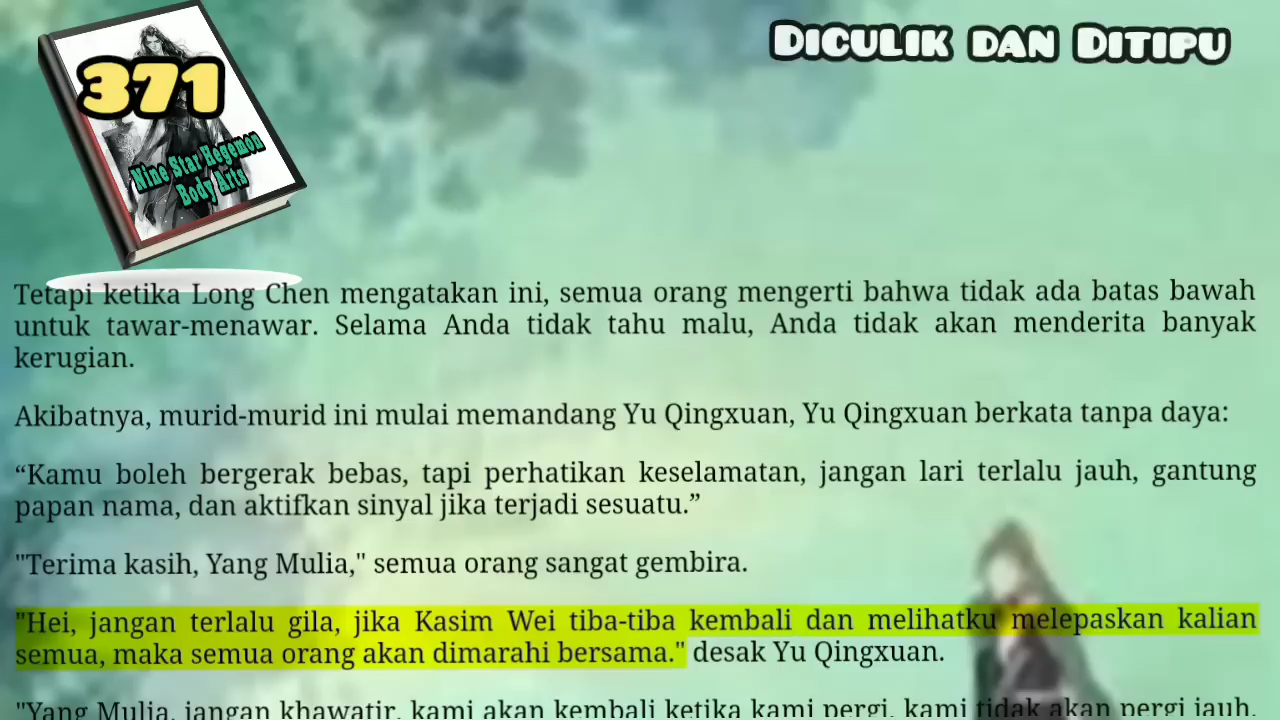 371
Diculik dan Ditipu
Nine Star Hegemon
Body Arts
Tetapi ketika Long Chen mengatakan ini, semua orang mengerti bahwa tidak ada batas bawah
untuk tawar-menawar. Selama Anda tidak tahu malu, Anda tidak akan menderita banyak
kerugian.
Akibatnya, murid-murid ini mulai memandang Yu Qingxuan, Yu Qingxuan berkata tanpa daya:
“Kamu boleh bergerak bebas, tapi perhatikan keselamatan, jangan lari terlalu jauh, gantung
papan nama, dan aktifkan sinyal jika terjadi sesuatu.”
"Terima kasih, Yang Mulia," semua orang sangat gembira.
"Hei, jangan terlalu gila, jika Kasim Wei tiba-tiba kembali dan melihatku melepaskan kalian
semua, maka semua orang akan dimarahi bersama." desak Yu Qingxuan.
"Yang Mulia, jangan khawatir, kami akan kembali ketika kami pergi, kami tidak akan pergi jauh.